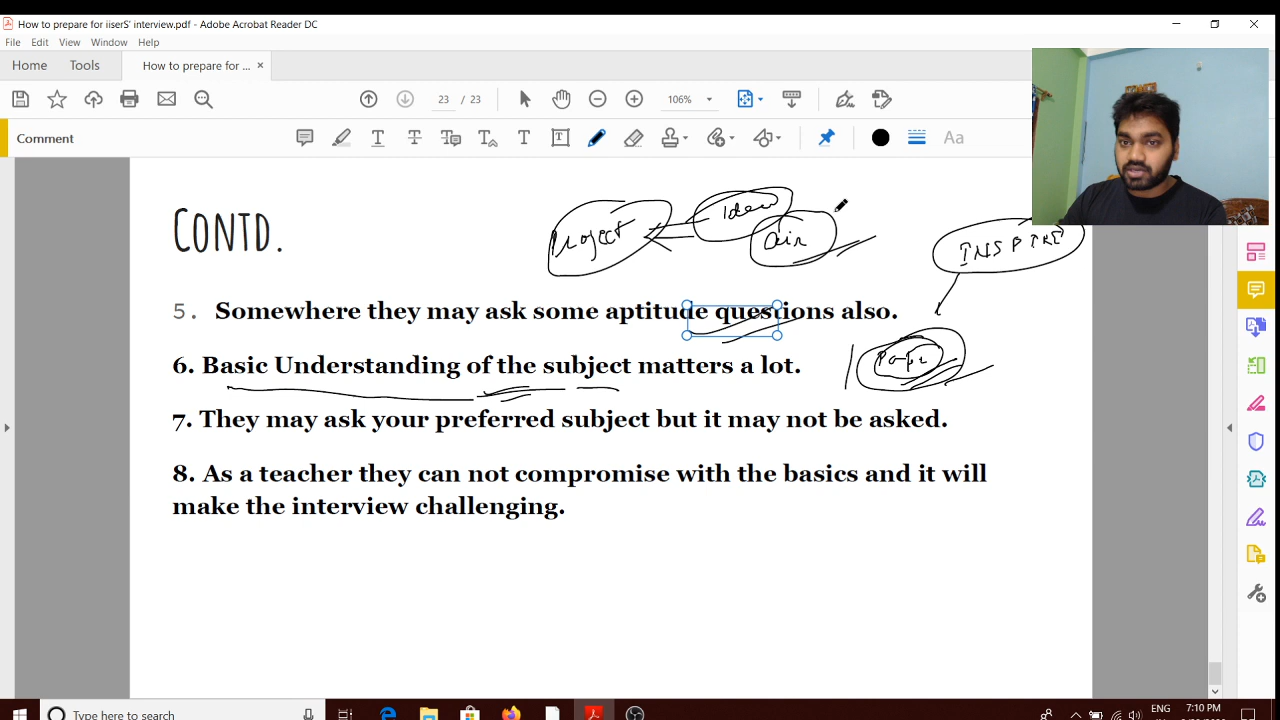 How to prepare for iiserS' interview.pdf - Adobe Acrobat Reader DC
File Edit View Window Help
Home Tools How to prepare for ... ×
23 / 23 106%
Comment Aa
Project Idea
air
INSPIRE
CONTD.
5. Somewhere they may ask some aptitude questions also.
6. Basic Understanding of the subject matters a lot.
7. They may ask your preferred subject but it may not be asked.
8. As a teacher they can not compromise with the basics and it will
make the interview challenging.
Type here to search
ENG 7:10 PM